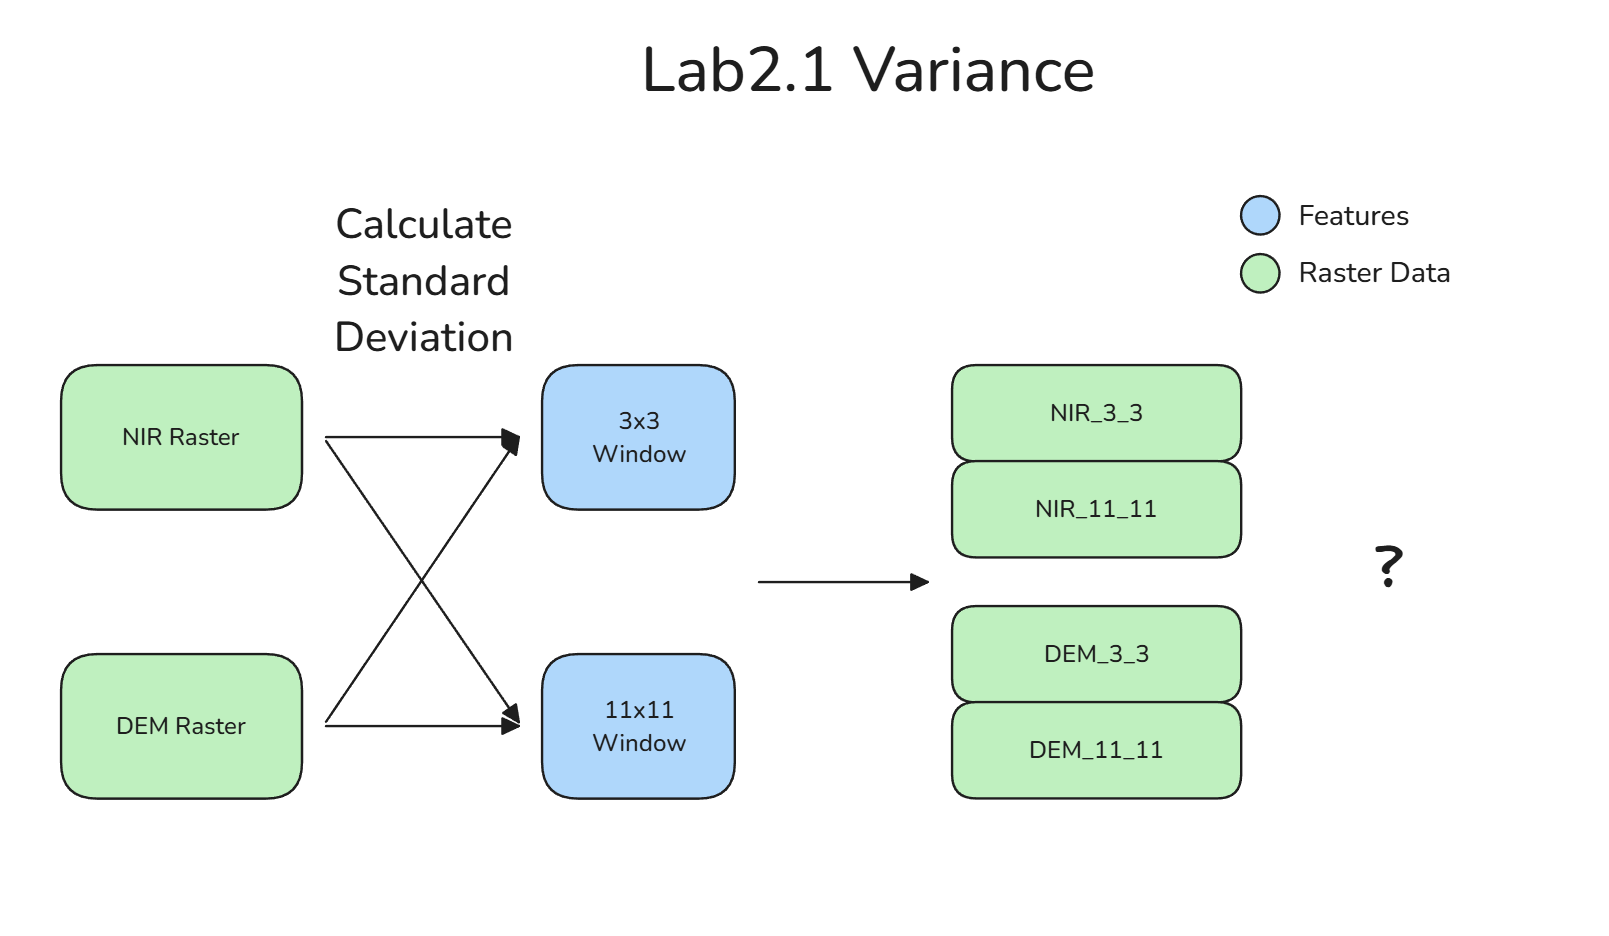 Lab2.1 Variance
Calculate
Standard
Deviation
Features
Raster Data
NIR Raster
3x3
Window
NIR_3_3
NIR_11_11
?
DEM Raster
11x11
Window
DEM_3_3
DEM_11_11